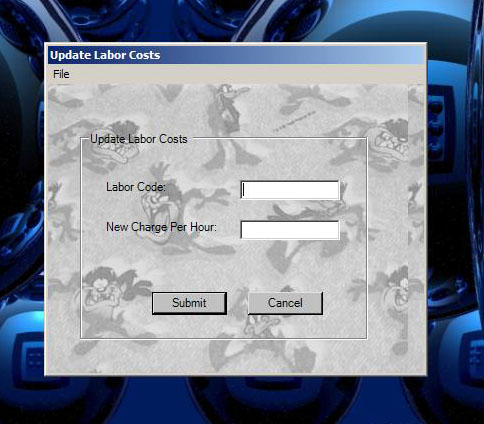 Update Labor Costs
File
Update Labor Costs
Labor Code:
New Charge Per Hour:
Submit
Cancel